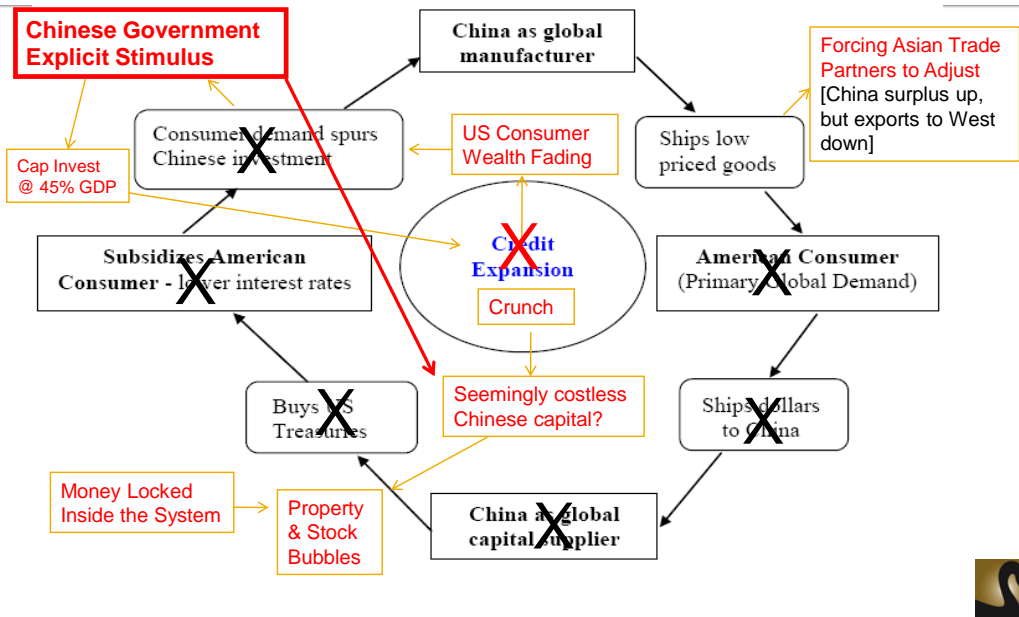 Chinese Government
Explicit Stimulus
China as global
manufacturer
Forcing Asian Trade
Partners to Adjust
[China surplus up,
but exports to West
down]
Consumer demand spurs
Chinese investment
US Consumer
Wealth Fading
Ships low
priced goods
Cap Invest
@ 45% GDP
Subsidizes American
Consumer - lower interest rates
Credit
Expansion
Crunch
American Consumer
(Primary Global Demand)
Buys US
Treasuries
Seemingly costless
Chinese capital?
Ships dollars
to China
Money Locked
Inside the System
Property
& Stock
Bubbles
China as global
capital supplier